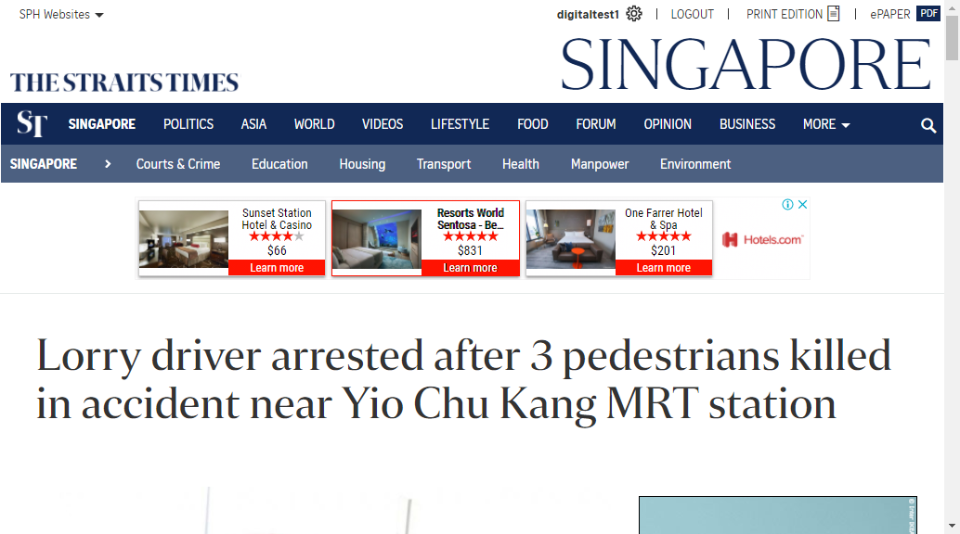 SPH Websites
digitaltest1 | LOGOUT | PRINT EDITION | ePAPER PDF
THE STRAITS TIMES
SINGAPORE
ST SINGAPORE POLITICS ASIA WORLD VIDEOS LIFESTYLE FOOD FORUM OPINION BUSINESS MORE
SINGAPORE > Courts & Crime Education Housing Transport Health Manpower Environment
Sunset Station
Hotel & Casino
$66
Learn more
Resorts World
Sentosa - Be...
$831
Learn more
One Farrer Hotel
& Spa
$201
Learn more
Hotels.com
Lorry driver arrested after 3 pedestrians killed
in accident near Yio Chu Kang MRT station